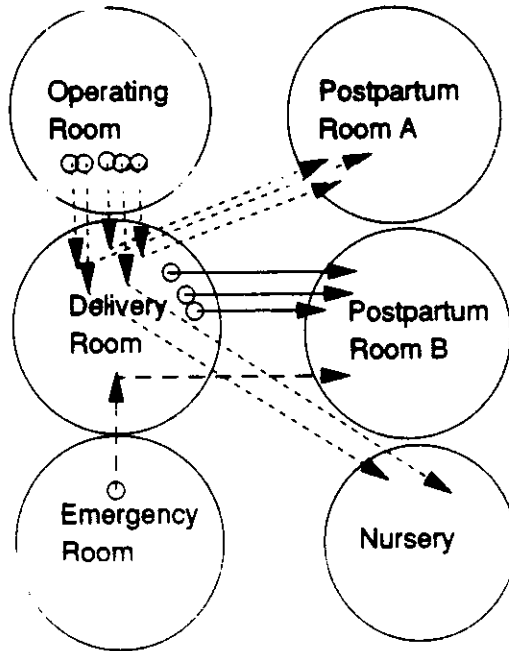 Operating
Room
Postpartum
Room A
Delivery
Room
Postpartum
Room B
Emergency
Room
Nursery